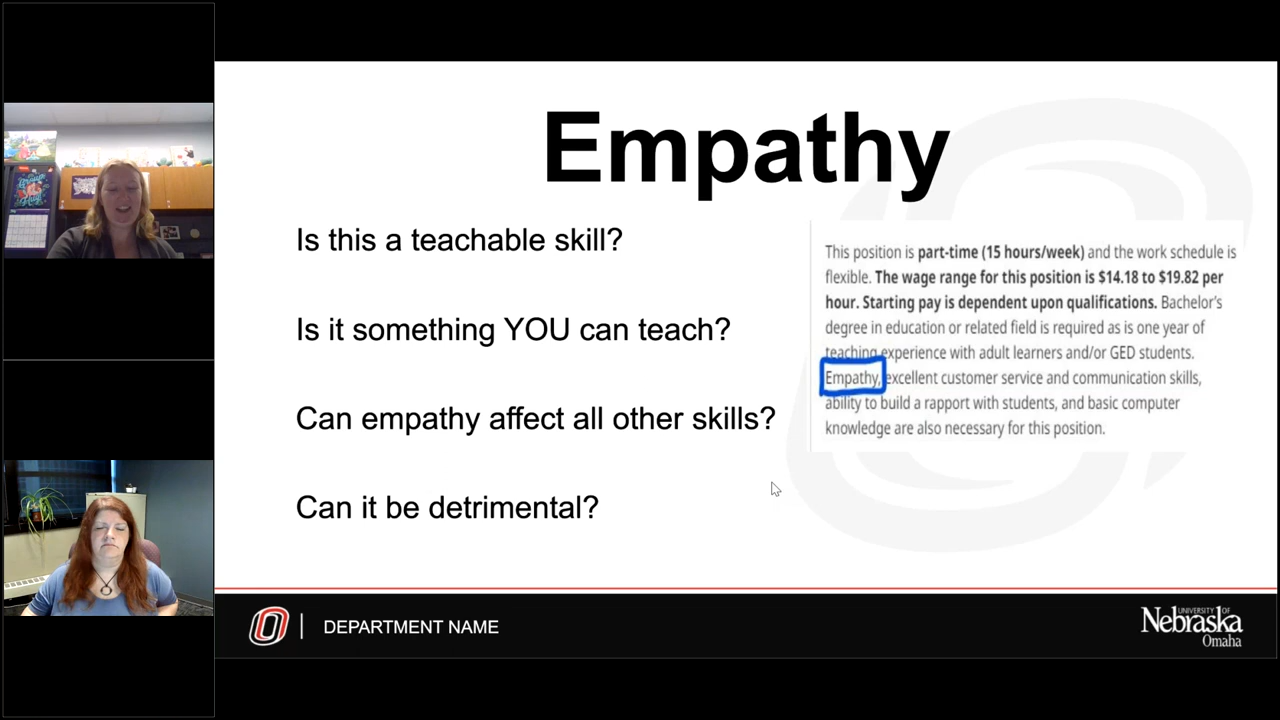 Empathy
Is this a teachable skill?
Is it something YOU can teach?
Can empathy affect all other skills?
Can it be detrimental?
This position is part-time (15 hours/week) and the work schedule is
flexible. The wage range for this position is $14.18 to $19.82 per
hour. Starting pay is dependent upon qualifications. Bachelor's
degree in education or related field is required as is one year of
teaching experience with adult learners and/or GED students.
Empathy, excellent customer service and communication skills,
ability to build a rapport with students, and basic computer
knowledge are also necessary for this position.
O
DEPARTMENT NAME
UNIVERSITY OF
Nebraska
Omaha